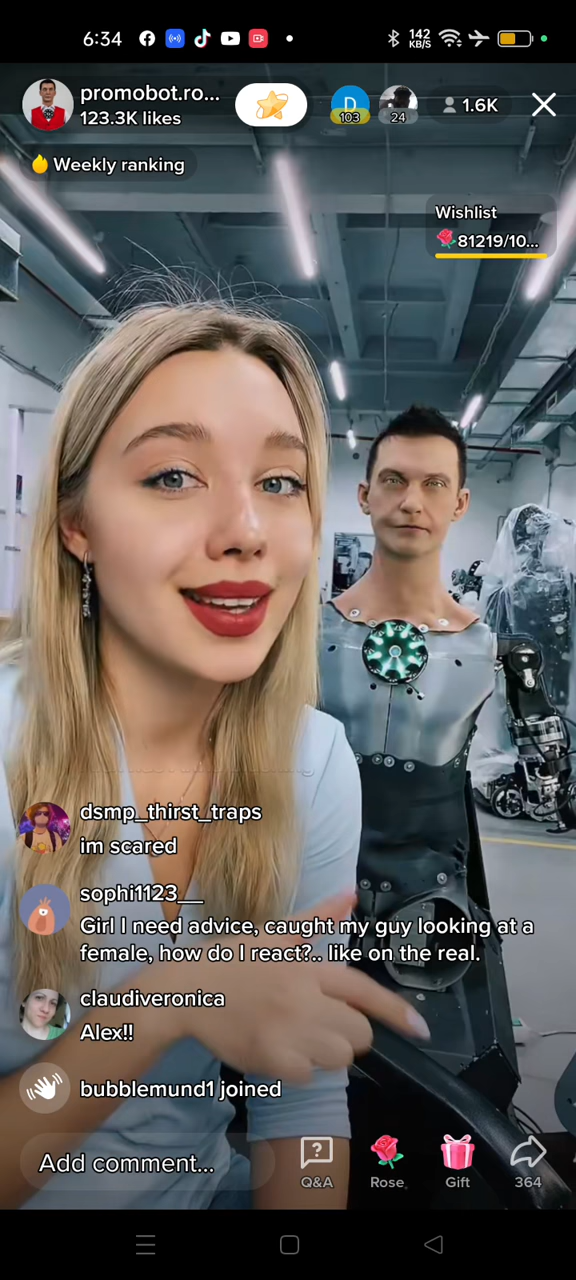 6:34
142
KB/S
promobot.ro...
123.3K likes
D
103
24
1.6K
Weekly ranking
Wishlist
81219/10...
dsmp_thirst_traps
im scared
sophi1123__
Girl I need advice, caught my guy looking at a
female, how do I react?.. like on the real.
claudiveronica
Alex!!
bubblemund1 joined
Add comment...
Q&A
Rose
Gift
364